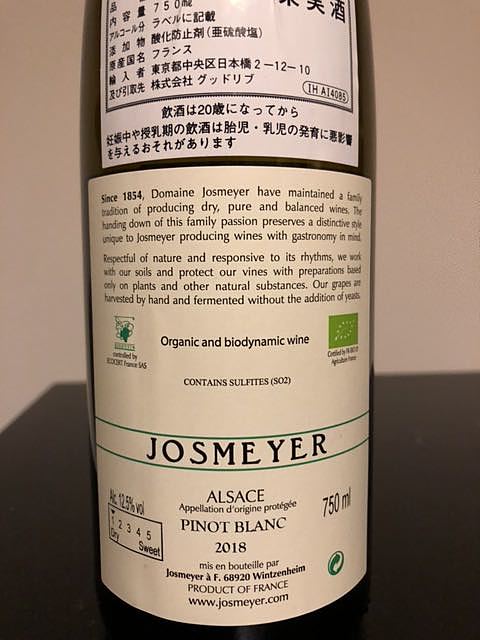 果実酒
内容量 750ml
アルコール分 ラベルに記載
添加物 酸化防止剤(亜硫酸塩)
原産国名 フランス
輸入者 東京都中央区日本橋2-12-10
及び引取先 株式会社 グッドリブ
IH AI4085
飲酒は20歳になってから
妊娠中や授乳期の飲酒は胎児・乳児の発育に悪影響
を与えるおそれがあります
Since 1854, Domaine Josmeyer have maintained a family
tradition of producing dry, pure and balanced wines. The
handing down of this family passion preserves a distinctive style
unique to Josmeyer producing wines with gastronomy in mind.
Respectful of nature and responsive to its rhythms, we work
with our soils and protect our vines with preparations based
only on plants and other natural substances. Our grapes are
harvested by hand and fermented without the addition of yeasts.
controlled by
ECOCERT France SAS
Organic and biodynamic wine
Agriculture France
CONTAINS SULFITES (SO2)
JOSMEYER
Alc. 12.5% vol
1 2 3 4 5
Dry Sweet
ALSACE
Appellation d'origine protégée
PINOT BLANC
2018
750 ml
mis en bouteille par
Josmeyer à F. 68920 Wintzenheim
PRODUCT OF FRANCE
www.josmeyer.com